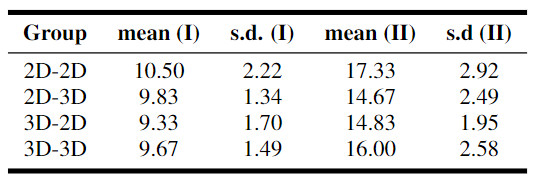 Group mean (I) s.d. (I) mean (II) s.d (II)
2D-2D 10.50 2.22 17.33 2.92
2D-3D 9.83 1.34 14.67 2.49
3D-2D 9.33 1.70 14.83 1.95
3D-3D 9.67 1.49 16.00 2.58